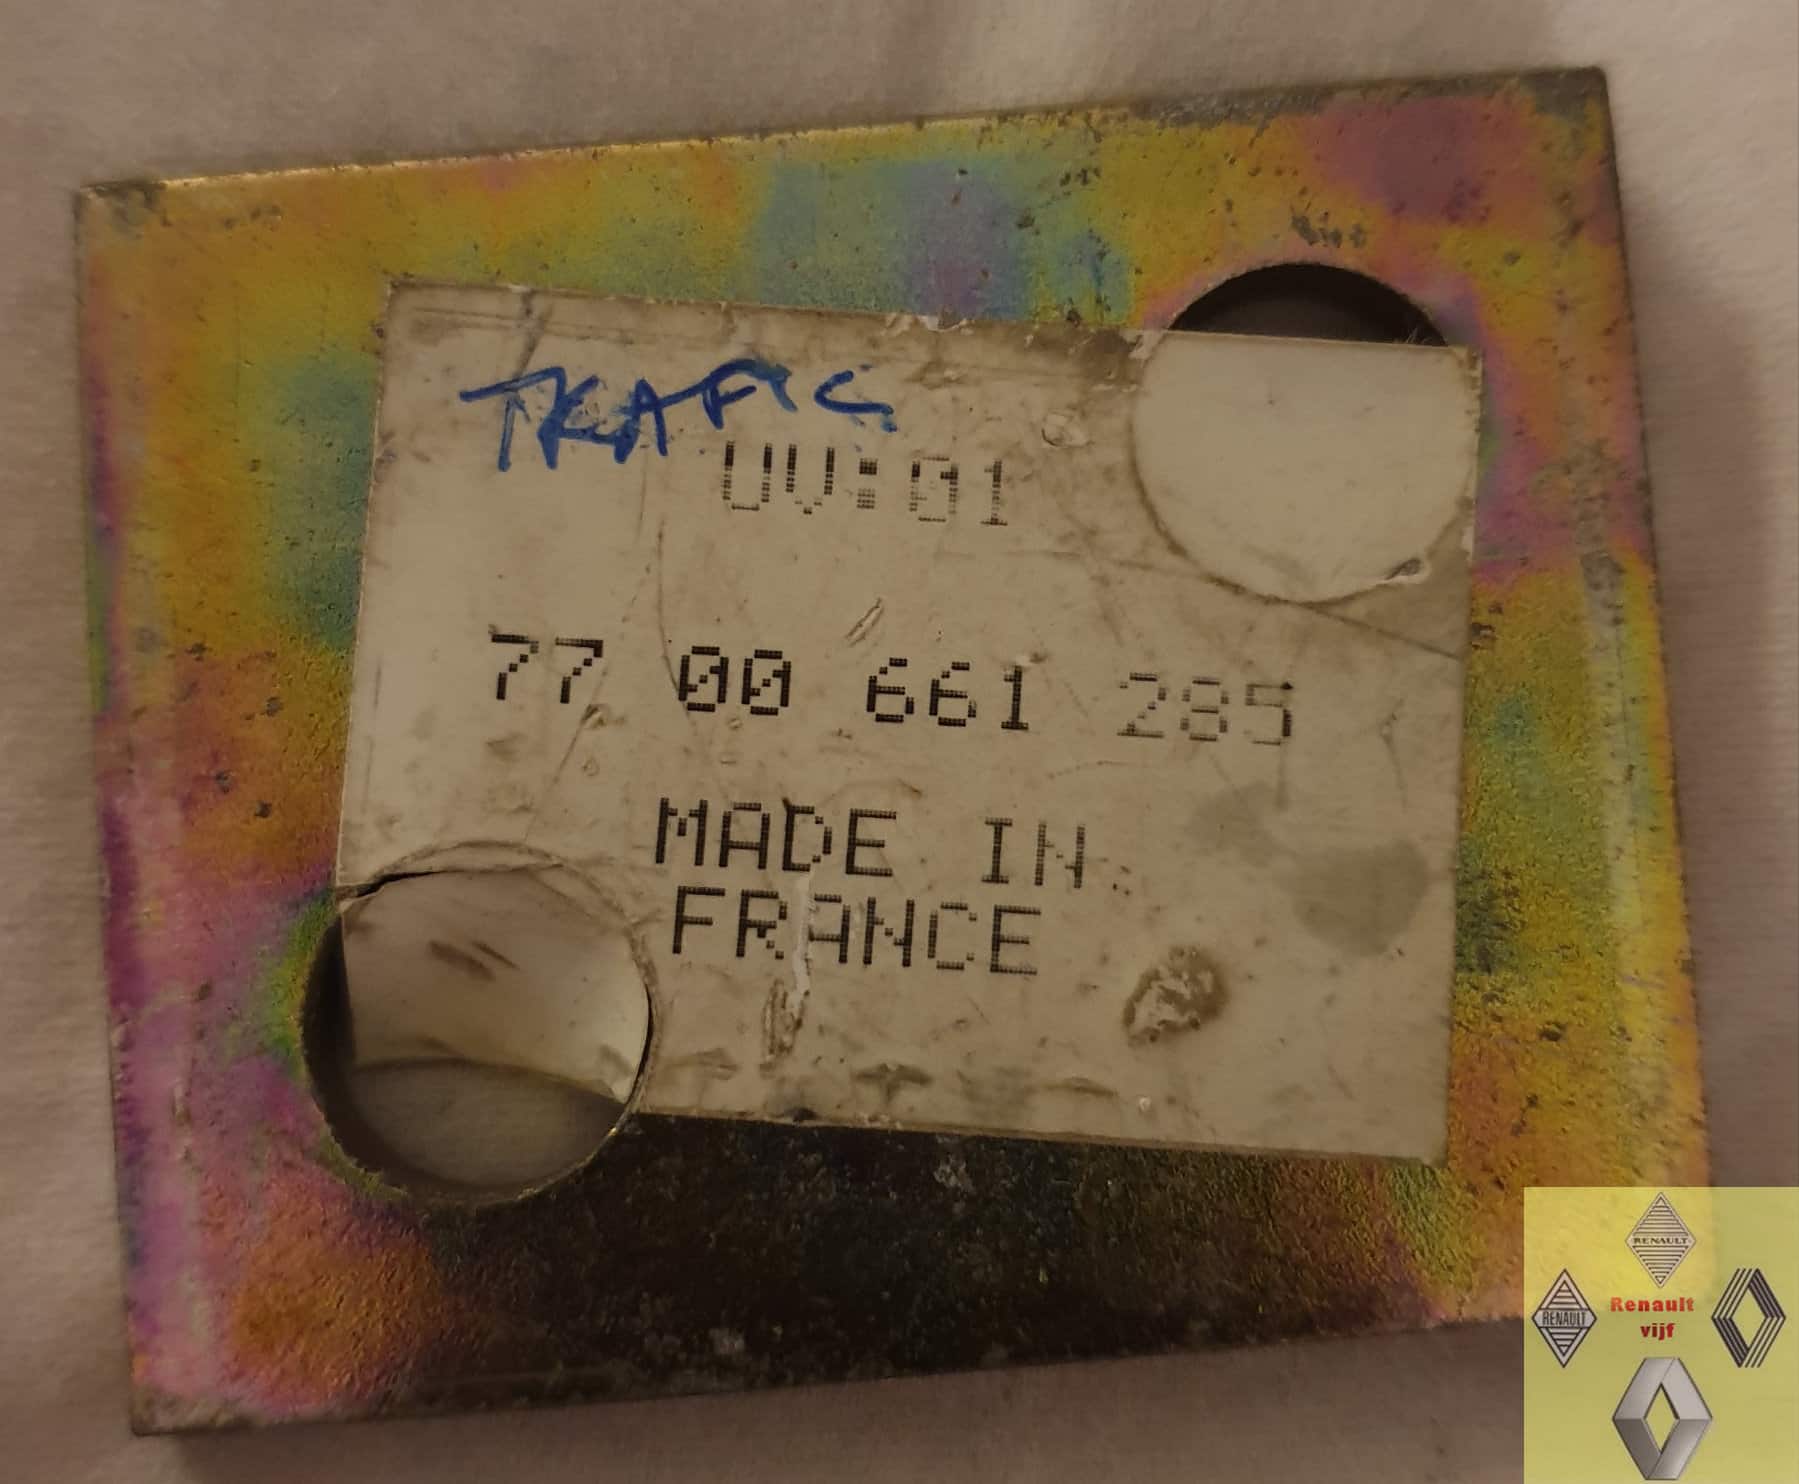 TRAFIC
UV:01
77 00 661 285
MADE IN
FRANCE
RENAULT
RENAULT
Renault
vijf